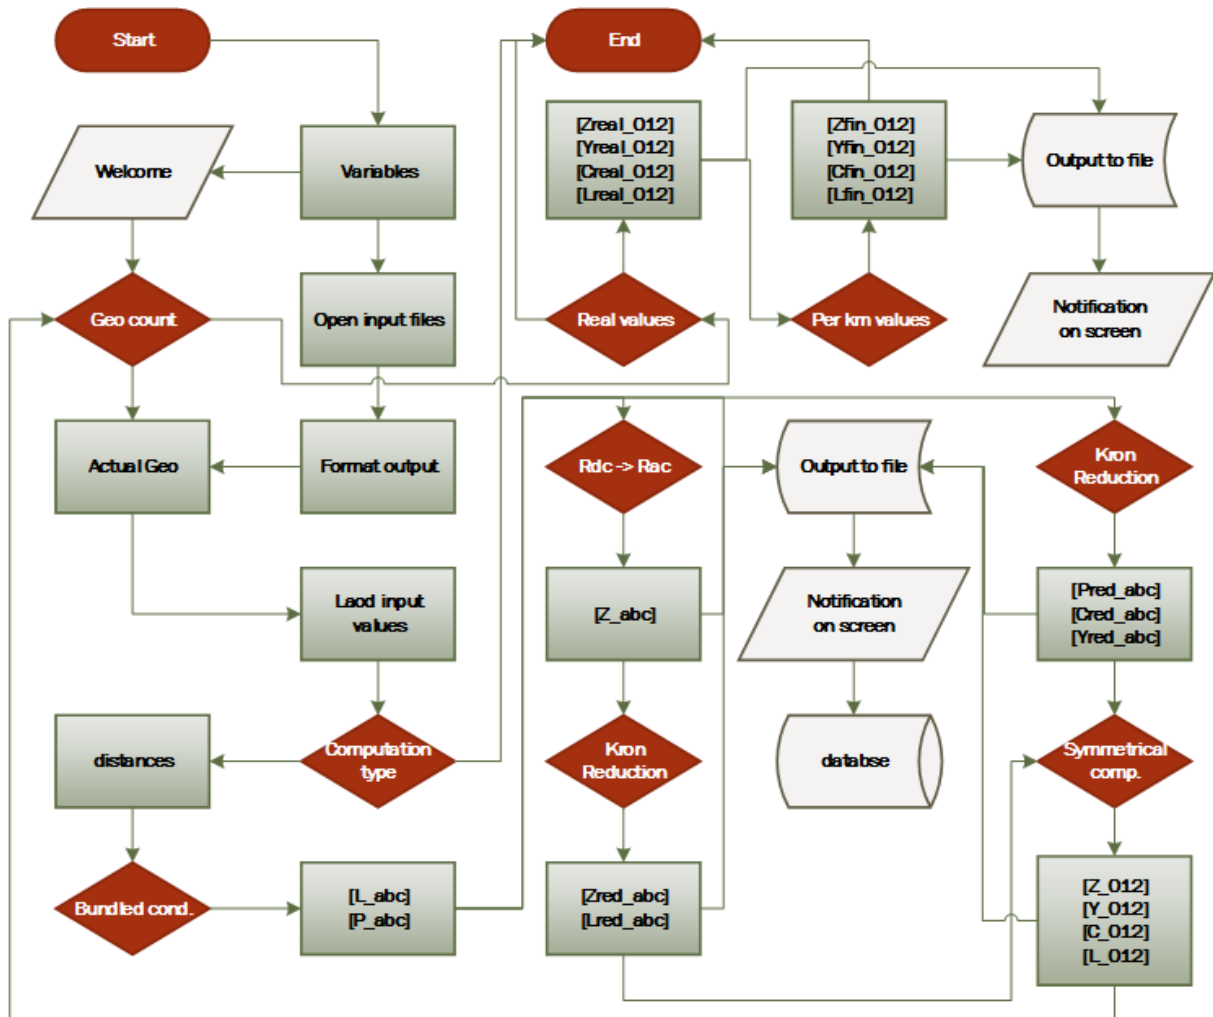 Start
End
Welcome
Variables
[Zreal_012]
[Yreal_012]
[Creal_012]
[Lreal_012]
[Zfin_012]
[Yfin_012]
[Cfin_012]
[Lfin_012]
Output to file
Geo count
Open input files
Real values
Per km values
Notification
on screen
Actual Geo
Format output
Rdc -> Rac
Output to file
Kron
Reduction
Laod input
values
[Z_abc]
Notification
on screen
[Pred_abc]
[Cred_abc]
[Yred_abc]
distances
Computation
type
Kron
Reduction
databse
Symmetrical
comp.
Bundled cond.
[L_abc]
[P_abc]
[Zred_abc]
[Lred_abc]
[Z_012]
[Y_012]
[C_012]
[L_012]